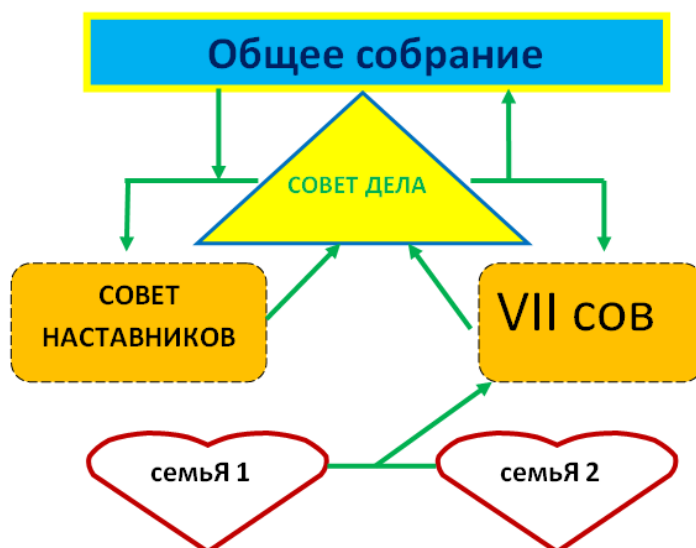 Общее собрание
СОВЕТ ДЕЛА
СОВЕТ
НАСТАВНИКОВ
VII сов
семьЯ 1
семьЯ 2